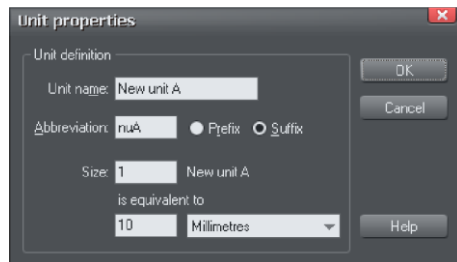 Unit properties
Unit definition
Unit name: New unit A
Abbreviation: nuA Prefix Suffix
Size: 1 New unit A
is equivalent to
10 Millimetres
OK
Cancel
Help